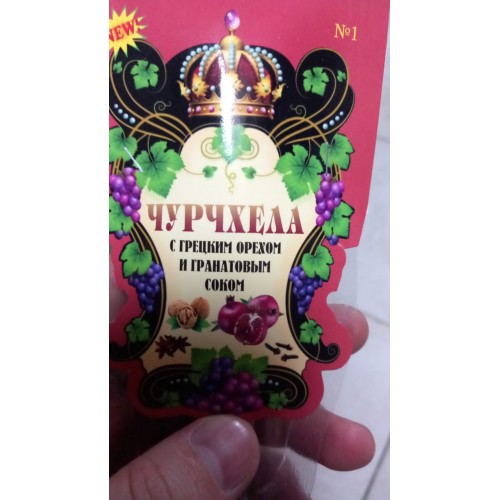 NEW
№1
ЧУРЧХЕЛА
С ГРЕЦКИМ ОРЕХОМ
И ГРАНАТОВЫМ
СОКОМ